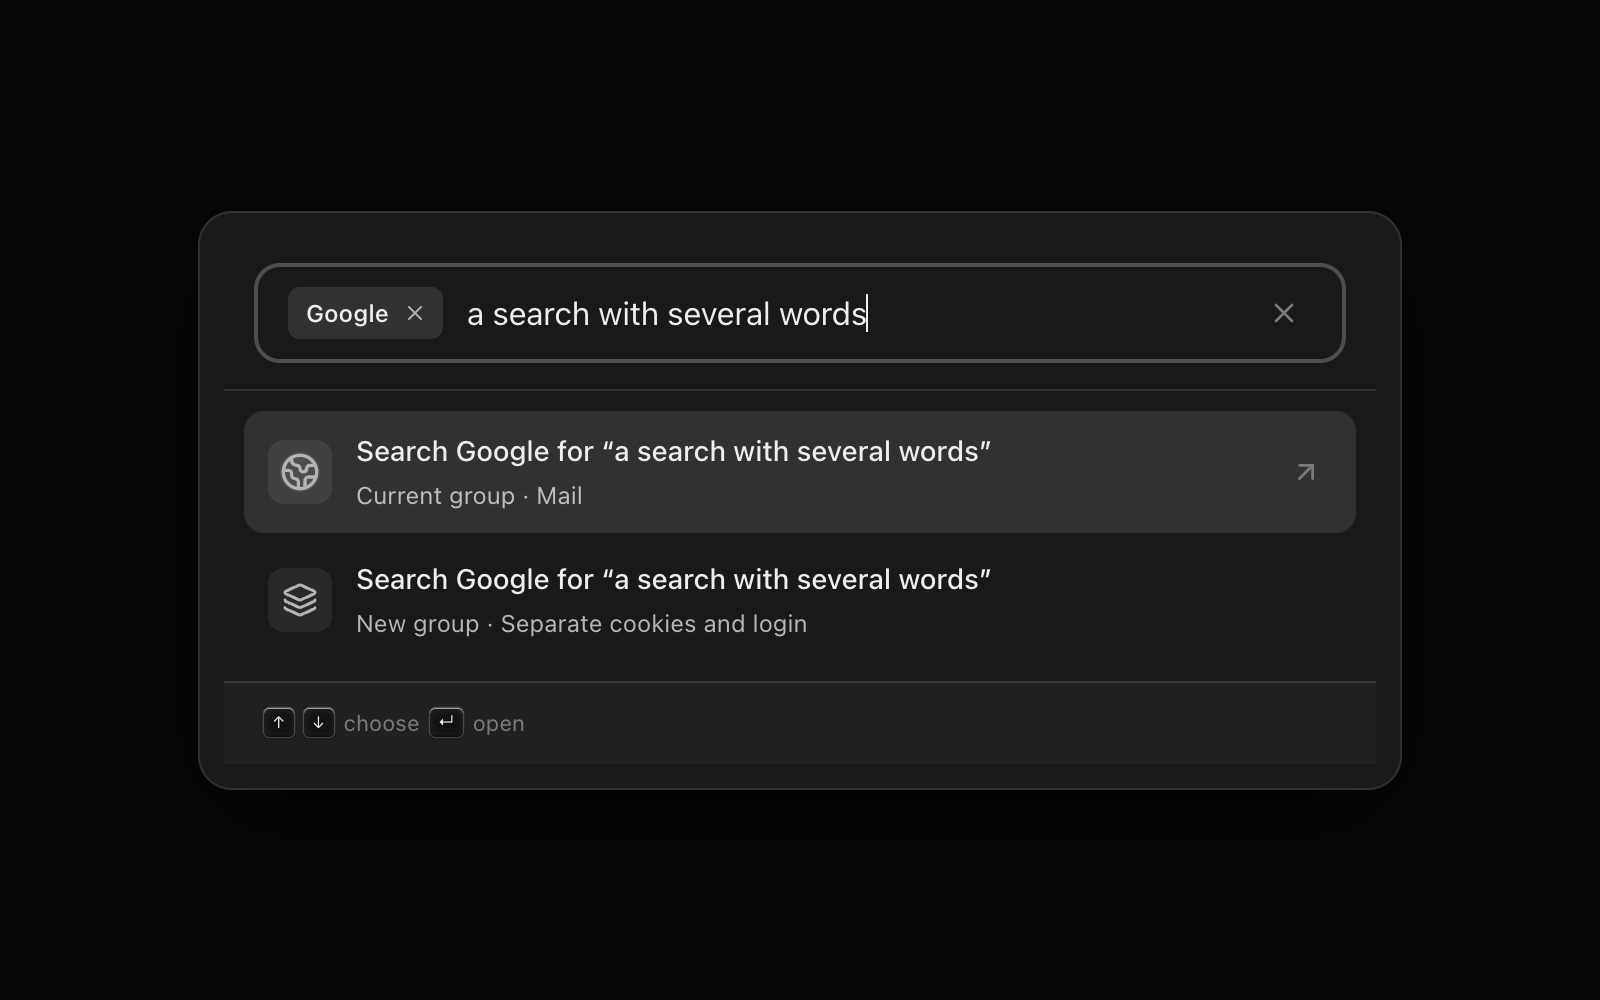 Google a search with several words
Search Google for “a search with several words”
Current group · Mail
Search Google for “a search with several words”
New group · Separate cookies and login
↑ ↓ choose ↵ open